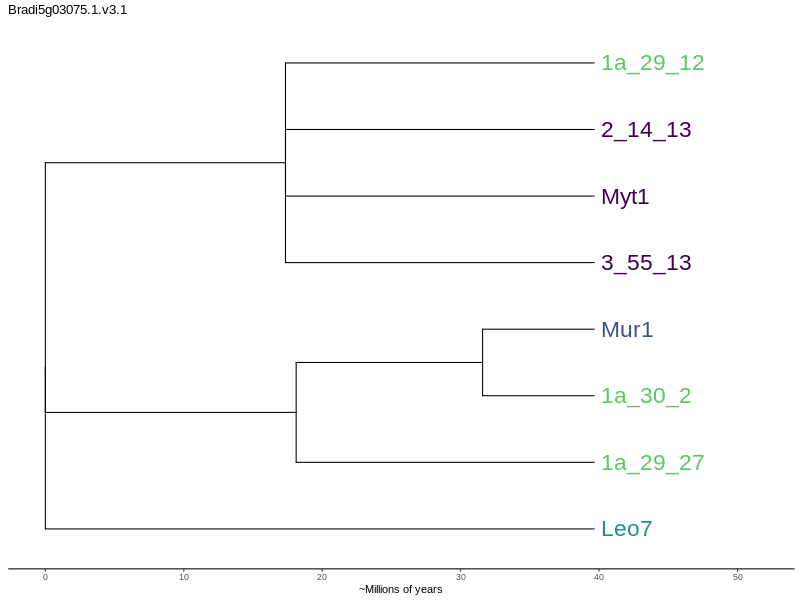 Bradi5g03075.1.v3.1
1a_29_12
2_14_13
Myt1
3_55_13
Mur1
1a_30_2
1a_29_27
Leo7
0 10 20 30 40 50
~Millions of years